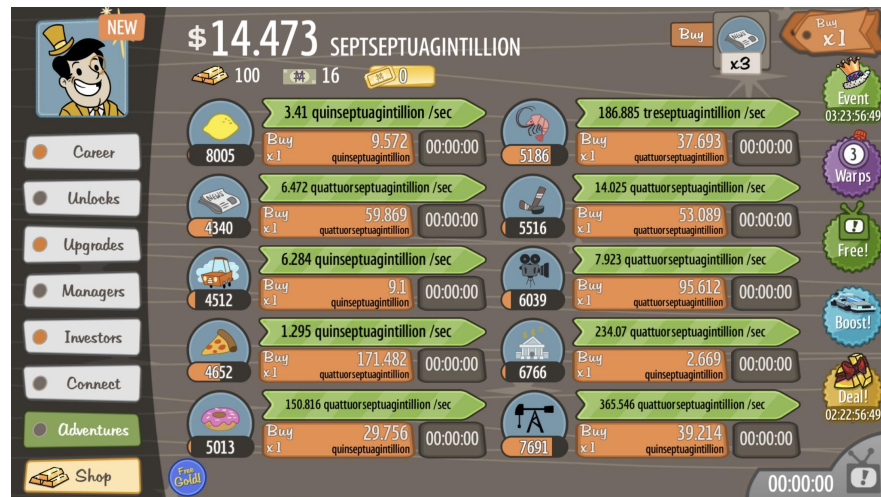 NEW
$14.473 SEPTSEPTUAGINTILLION
100 16 0
Buy
x3
Buy
x1
Career
Unlocks
Upgrades
Managers
Investors
Connect
Adventures
Shop
3.41 quinseptuagintillion /sec
8005
Buy x1 9.572 quinseptuagintillion
00:00:00
186.885 treseptuagintillion /sec
5186
Buy x1 37.693 quattuorseptuagintillion
00:00:00
6.472 quattuorseptuagintillion /sec
NEWS
4340
Buy x1 59.869 quattuorseptuagintillion
00:00:00
14.025 quattuorseptuagintillion /sec
5516
Buy x1 53.089 quattuorseptuagintillion
00:00:00
6.284 quinseptuagintillion /sec
4512
Buy x1 9.1 quinseptuagintillion
00:00:00
7.923 quattuorseptuagintillion /sec
6039
Buy x1 95.612 quattuorseptuagintillion
00:00:00
1.295 quinseptuagintillion /sec
4652
Buy x1 171.482 quattuorseptuagintillion
00:00:00
234.07 quattuorseptuagintillion /sec
6766
Buy x1 2.669 quinseptuagintillion
00:00:00
150.816 quattuorseptuagintillion /sec
5013
Buy x1 29.756 quinseptuagintillion
00:00:00
365.546 quattuorseptuagintillion /sec
7691
Buy x1 39.214 quinseptuagintillion
00:00:00
Event
03:23:56:49
3
Warps
!
Free!
Boost!
Deal!
02:22:56:49
Free
Gold!
00:00:00
!